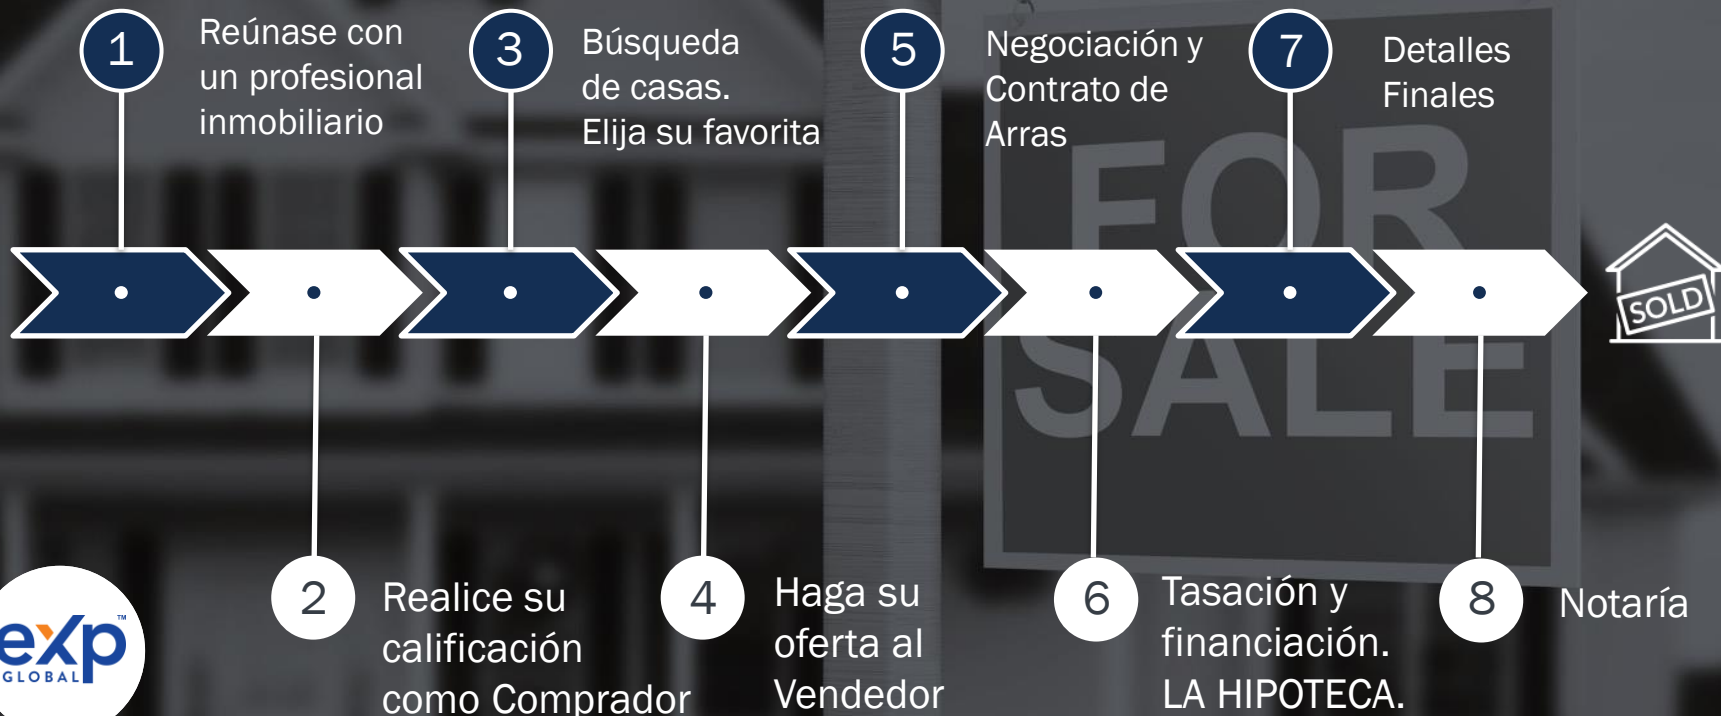 1
Reúnase con
un profesional
inmobiliario
2
Realice su
calificación
como Comprador
3
Búsqueda
de casas.
Elija su favorita
4
Haga su
oferta al
Vendedor
5
Negociación y
Contrato de
Arras
6
Tasación y
financiación.
LA HIPOTECA.
7
Detalles
Finales
8
Notaría
FOR
SALE
SOLD
eXp™
GLOBAL